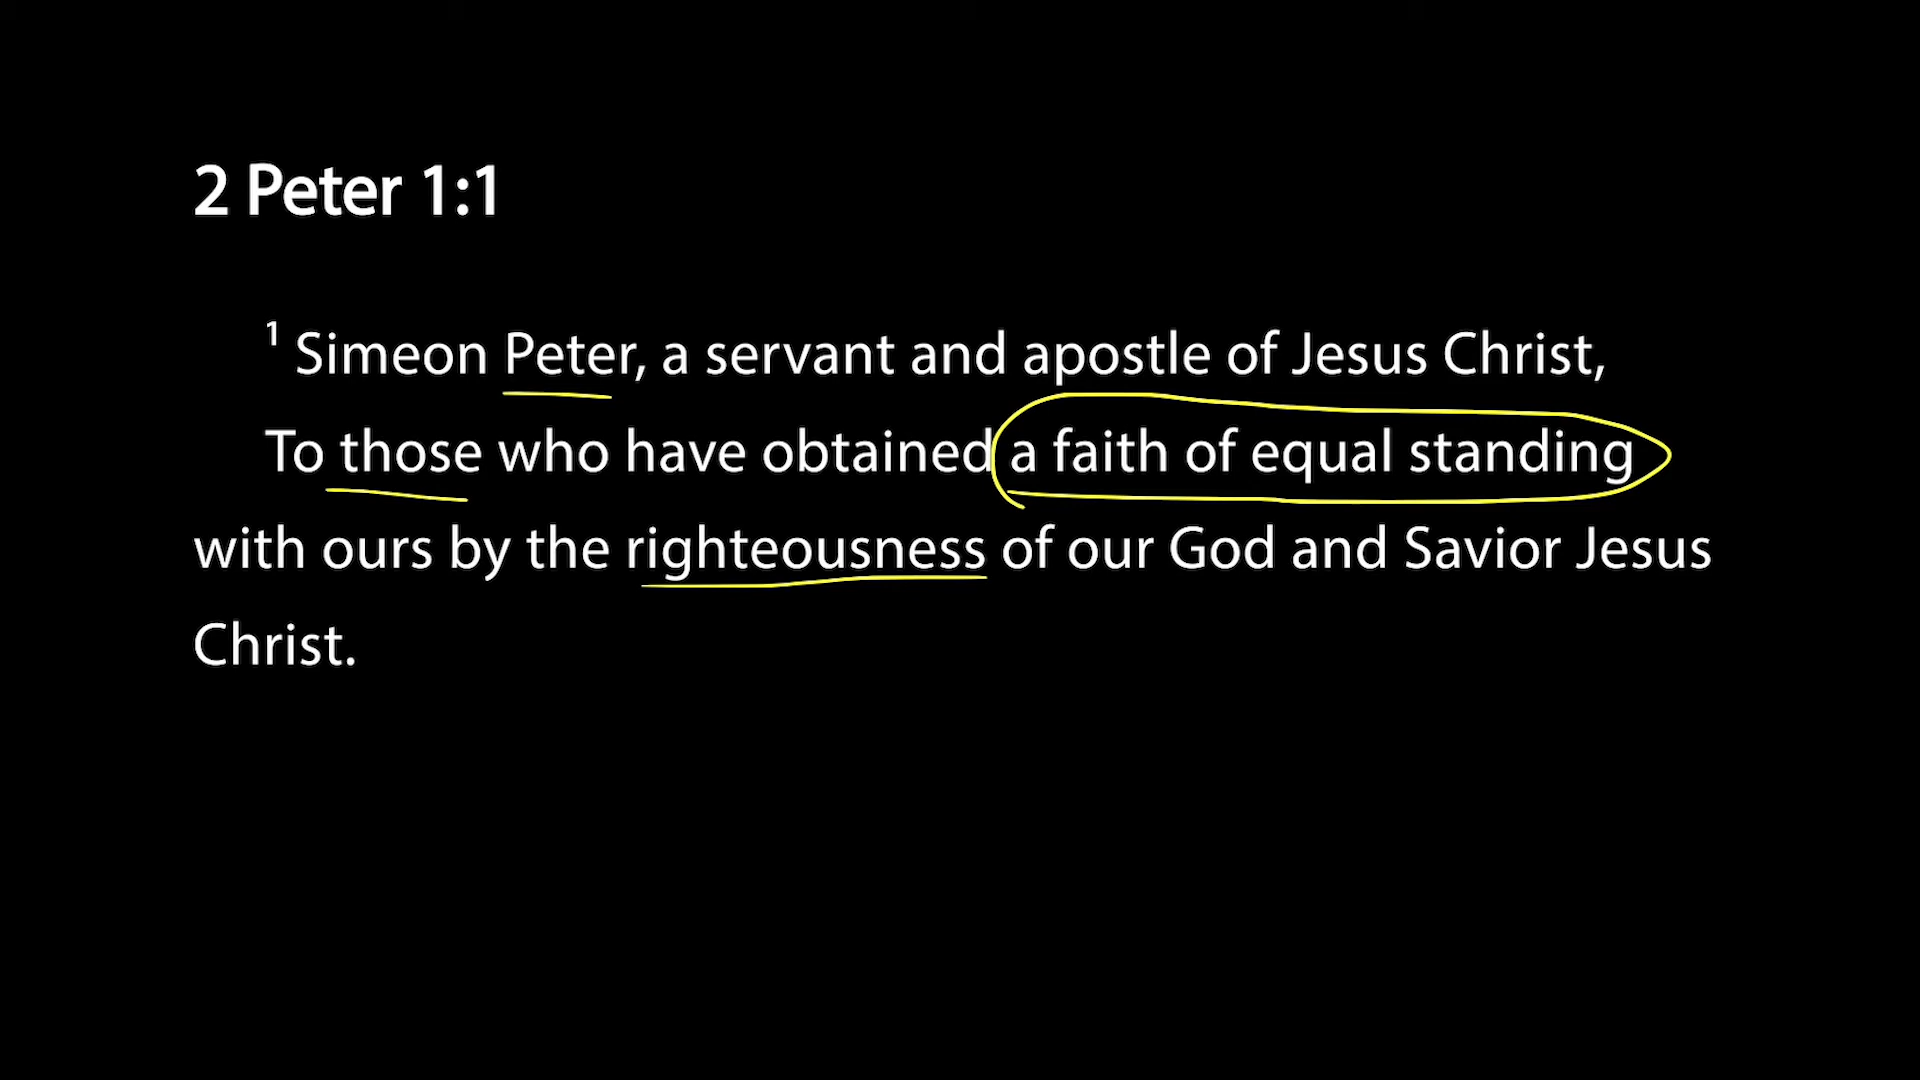 2 Peter 1:1
1 Simeon Peter, a servant and apostle of Jesus Christ,
To those who have obtained a faith of equal standing
with ours by the righteousness of our God and Savior Jesus
Christ.